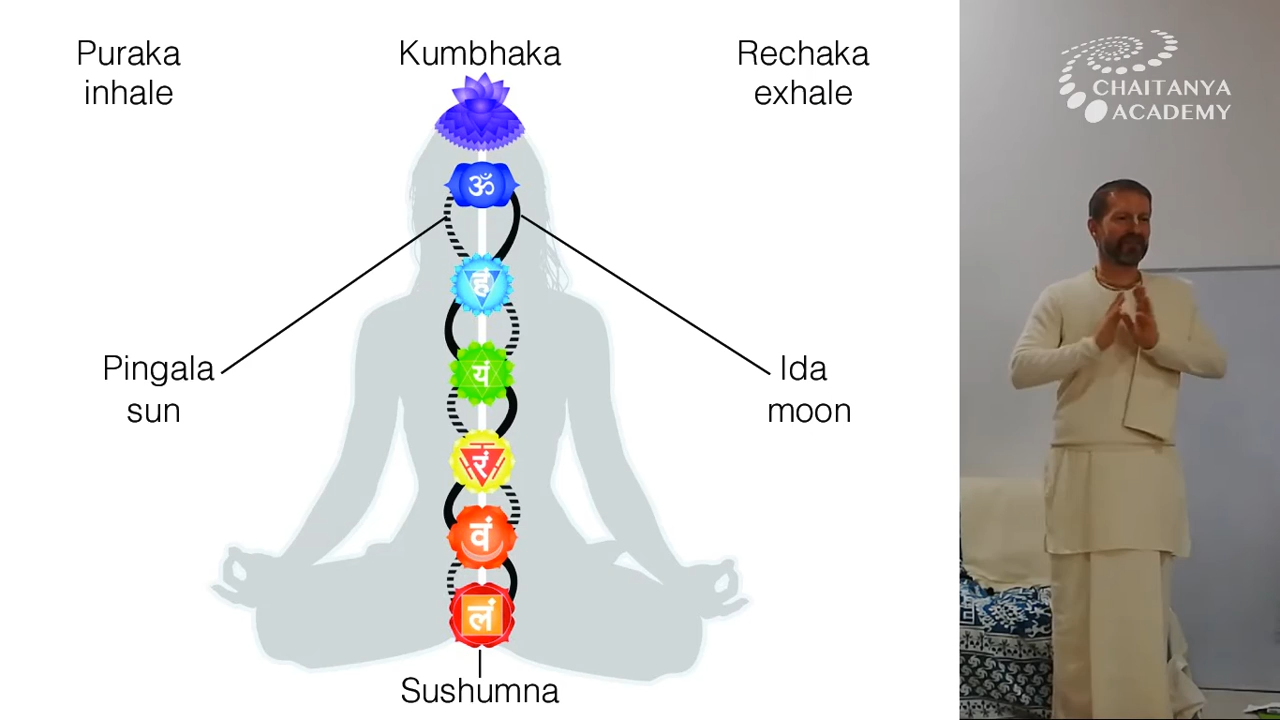 Puraka
inhale
Kumbhaka
Rechaka
exhale
CHAITANYA
ACADEMY
ॐ
हं
यं
रं
वं
लं
Pingala
sun
Ida
moon
Sushumna